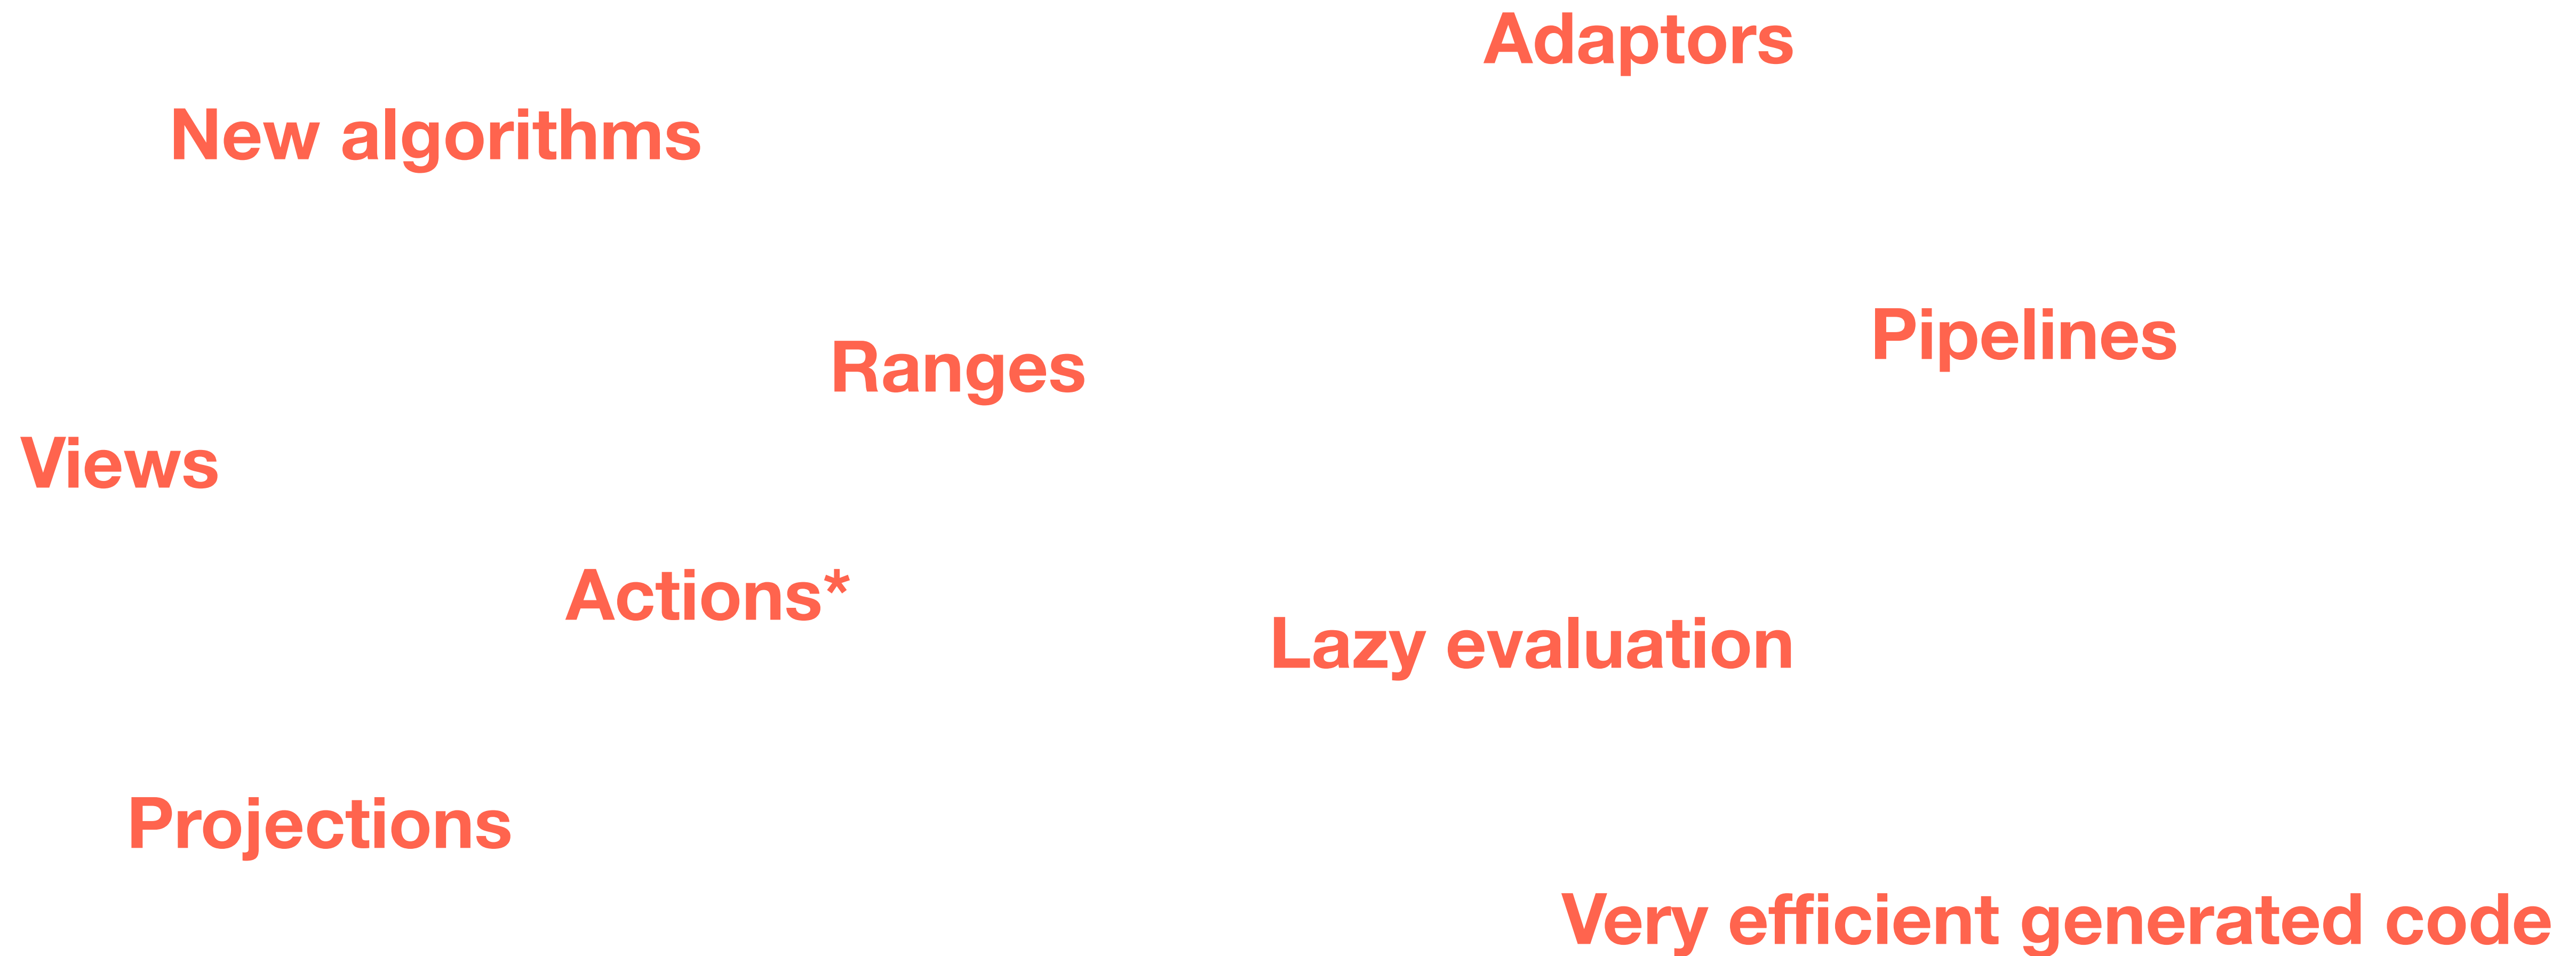 Adaptors
New algorithms
Pipelines
Ranges
Views
Actions*
Lazy evaluation
Projections
Very efficient generated code